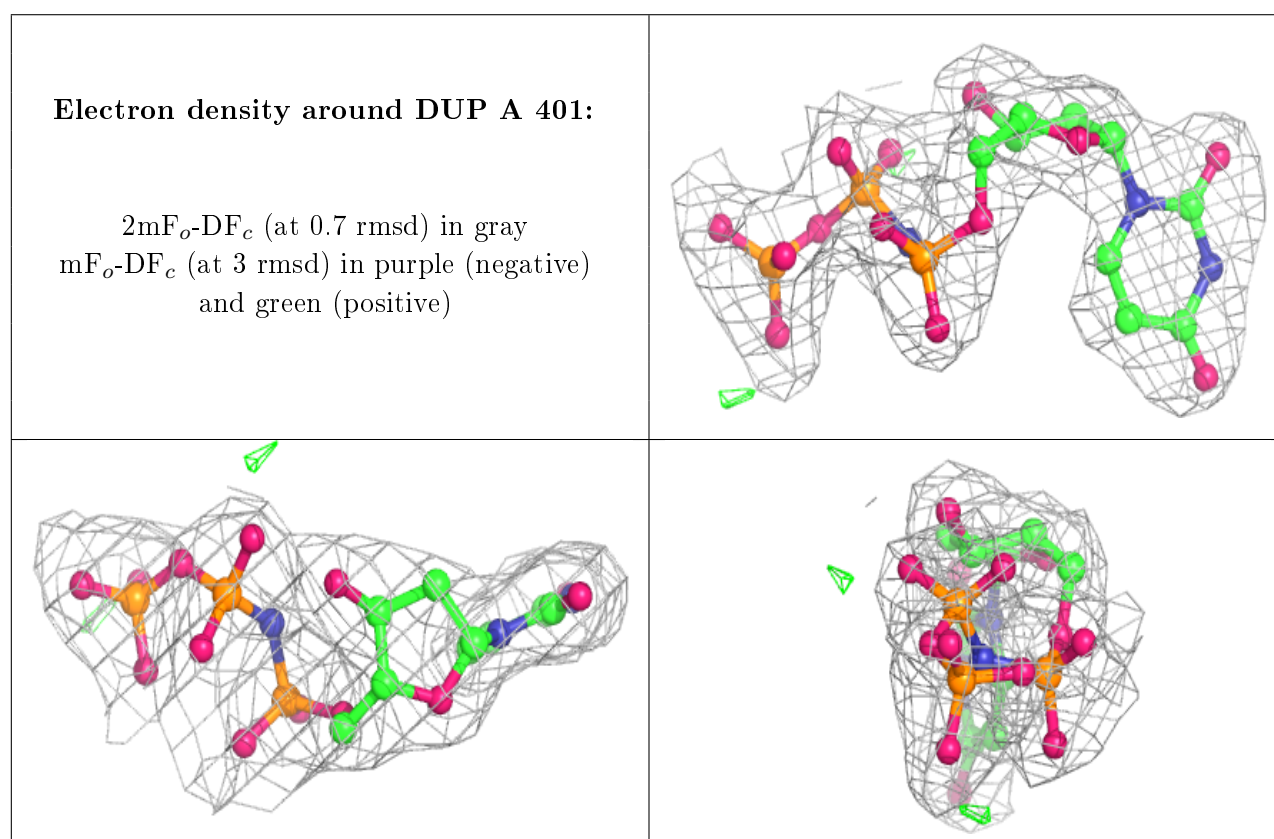 Electron density around DUP A 401:
2mFₒ-DF𝑐 (at 0.7 rmsd) in gray
mFₒ-DF𝑐 (at 3 rmsd) in purple (negative)
and green (positive)